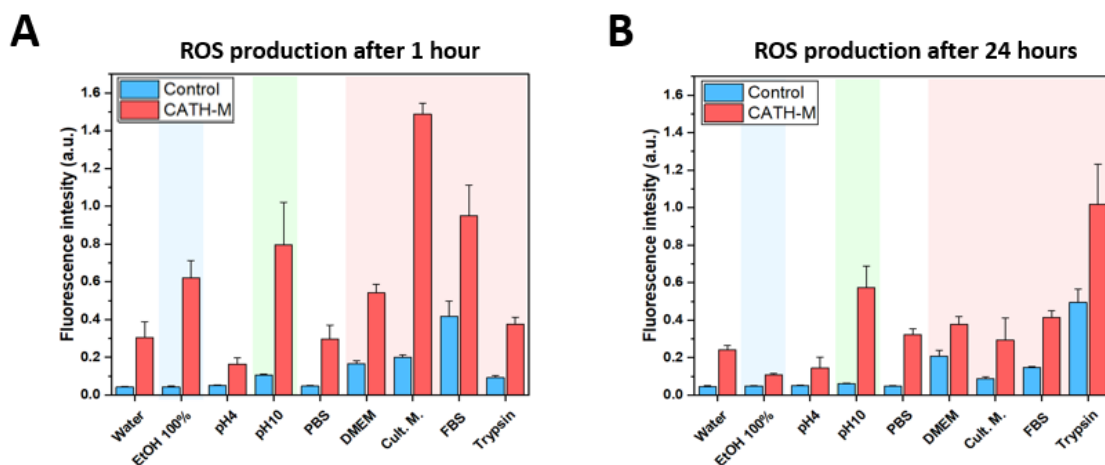 A
ROS production after 1 hour
Control
CATH-M
Fluorescence intesity (a.u.)
1.6
1.4
1.2
1.0
0.8
0.6
0.4
0.2
0.0
Water
EtOH 100%
pH4
pH10
PBS
DMEM
Cult. M.
FBS
Trypsin
B
ROS production after 24 hours
Control
CATH-M
Fluorescence intesity (a.u.)
1.6
1.4
1.2
1.0
0.8
0.6
0.4
0.2
0.0
Water
EtOH 100%
pH4
pH10
PBS
DMEM
Cult. M.
FBS
Trypsin